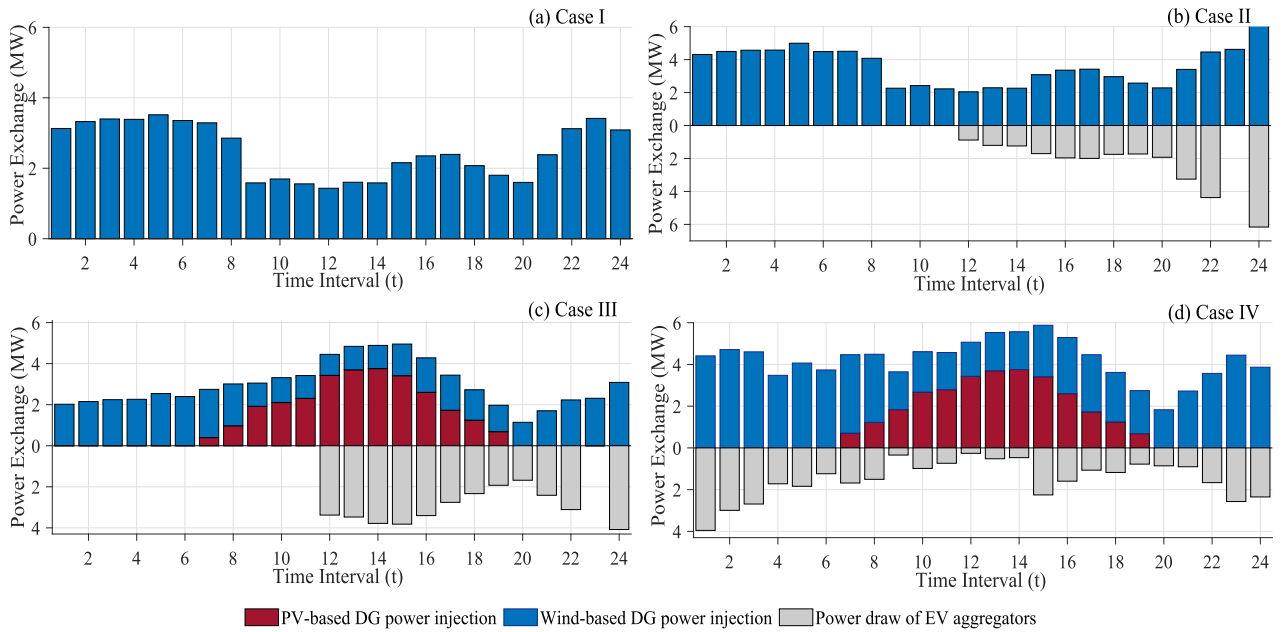 (a) Case I
Power Exchange (MW)
6
4
2
0
2 4 6 8 10 12 14 16 18 20 22 24
Time Interval (t)
(b) Case II
Power Exchange (MW)
6
4
2
0
2
4
6
2 4 6 8 10 12 14 16 18 20 22 24
Time Interval (t)
(c) Case III
Power Exchange (MW)
6
4
2
0
2
4
2 4 6 8 10 12 14 16 18 20 22 24
Time Interval (t)
(d) Case IV
Power Exchange (MW)
6
4
2
0
2
4
2 4 6 8 10 12 14 16 18 20 22 24
Time Interval (t)
PV-based DG power injection Wind-based DG power injection Power draw of EV aggregators